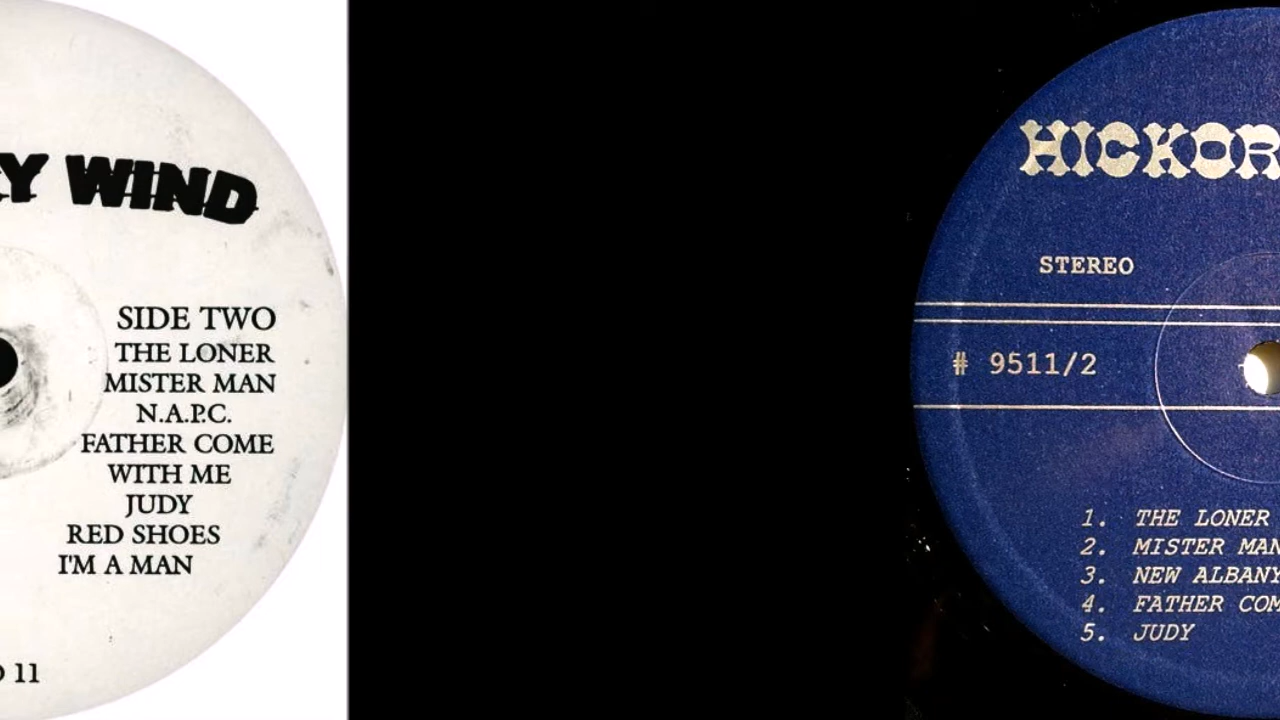 Y WIND
SIDE TWO
THE LONER
MISTER MAN
N.A.P.C.
FATHER COME
WITH ME
JUDY
RED SHOES
I'M A MAN
11
HICKOR
STEREO
# 9511/2
1. THE LONER
2. MISTER MAN
3. NEW ALBANY
4. FATHER COM
5. JUDY